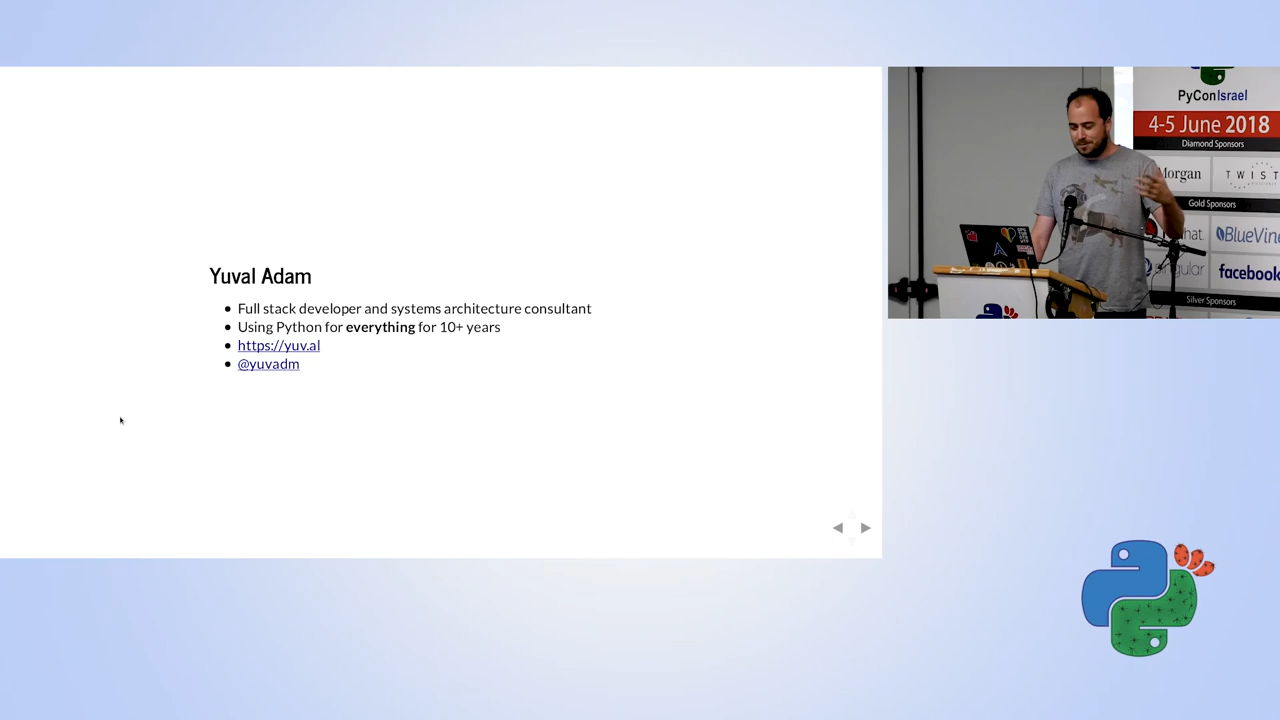 Yuval Adam
Full stack developer and systems architecture consultant
Using Python for everything for 10+ years
https://yuv.al
@yuvadm
PyConIsrael
4-5 June 2018
Diamond Sponsors
Morgan
TWIST
Gold Sponsors
hat.
BlueVine
facebook
Silver Sponsors